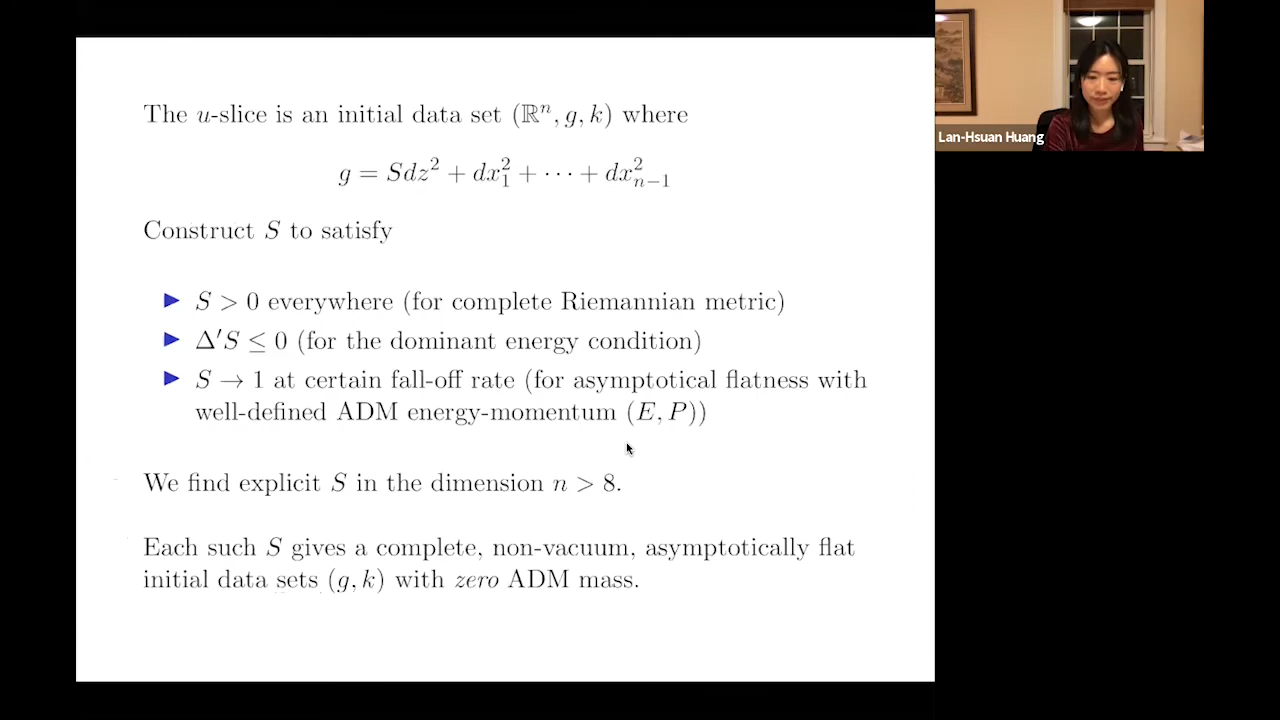 The u-slice is an initial data set (ℝⁿ, g, k) where
g = Sdz² + dx₁² + ··· + dx²ₙ₋₁
Construct S to satisfy
▶ S > 0 everywhere (for complete Riemannian metric)
▶ Δ′S ≤ 0 (for the dominant energy condition)
▶ S → 1 at certain fall-off rate (for asymptotical flatness with
well-defined ADM energy-momentum (E, P))
We find explicit S in the dimension n > 8.
Each such S gives a complete, non-vacuum, asymptotically flat
initial data sets (g, k) with zero ADM mass.
Lan-Hsuan Huang